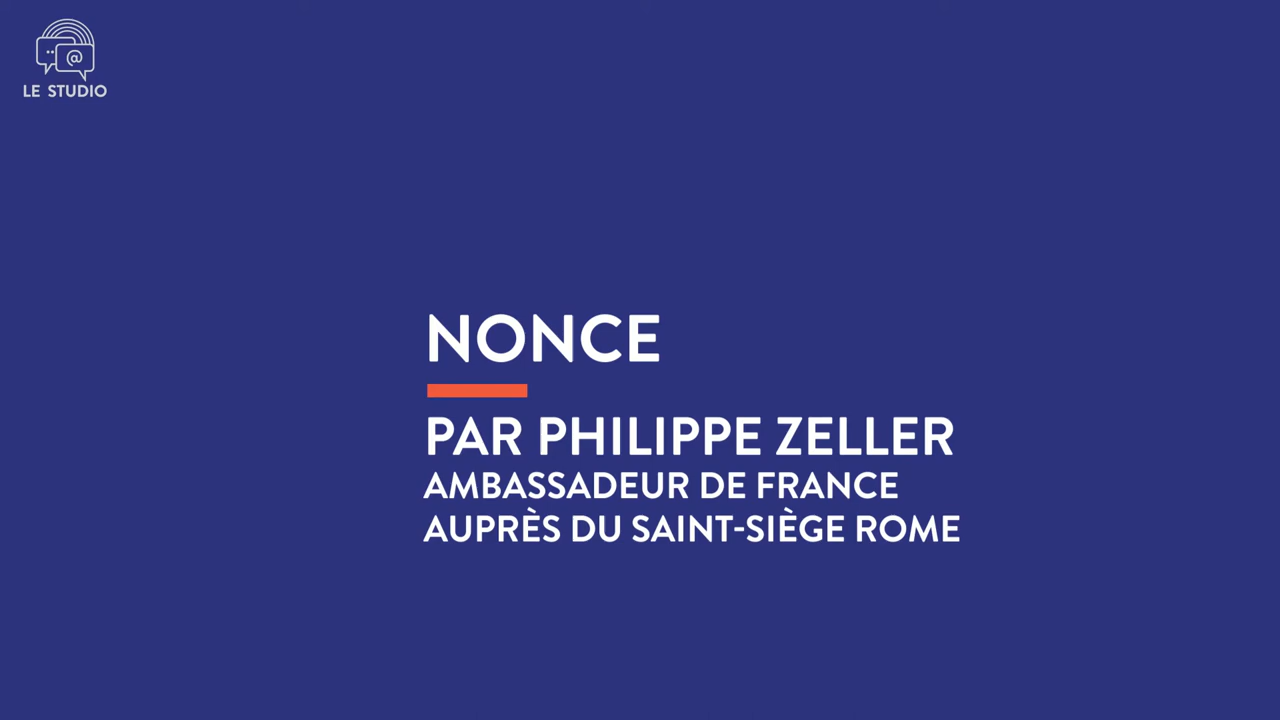 @
LE STUDIO
NONCE
PAR PHILIPPE ZELLER
AMBASSADEUR DE FRANCE
AUPRÈS DU SAINT-SIÈGE ROME